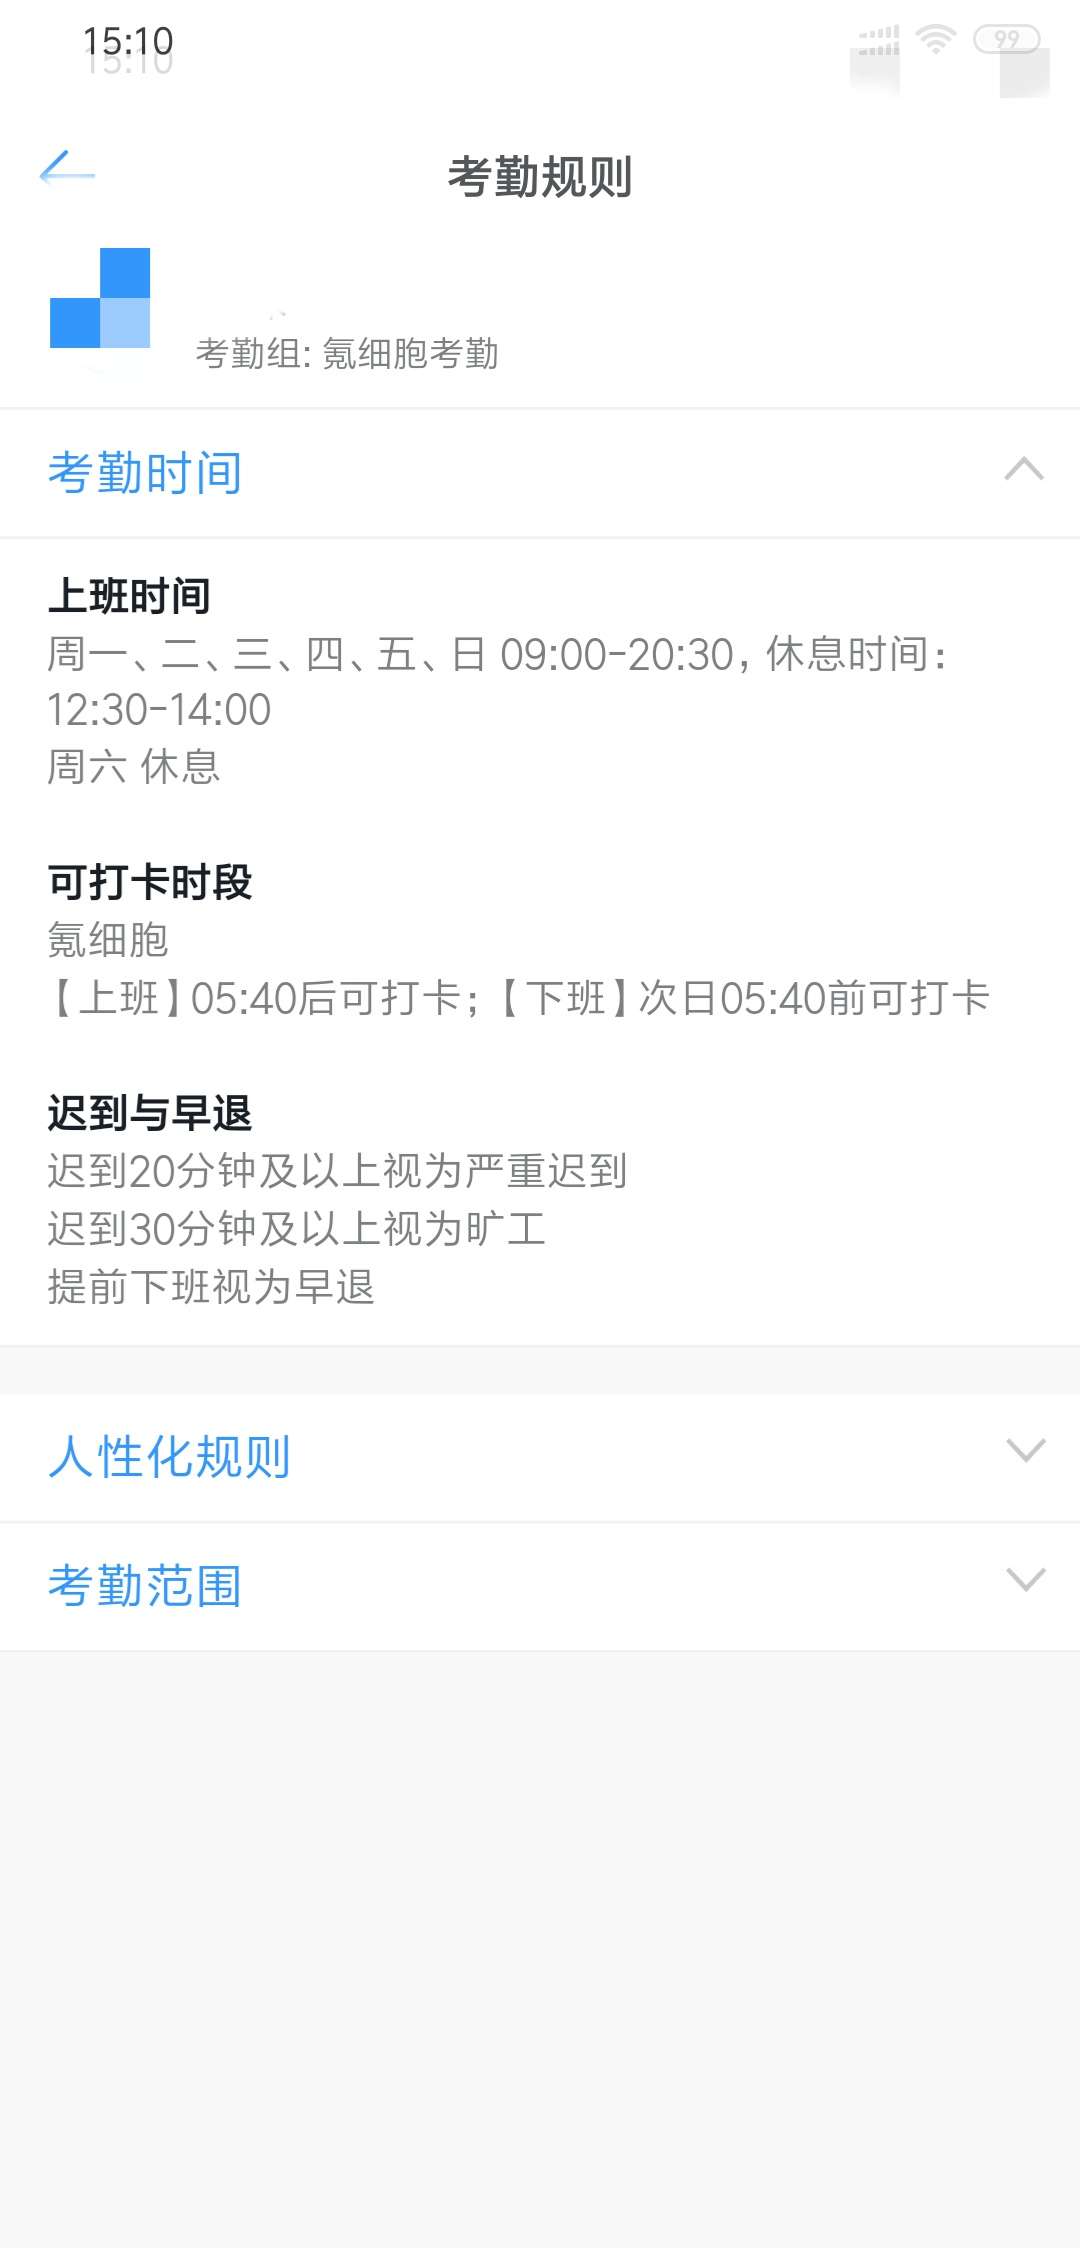 15:10
99
考勤规则
考勤组: 氪细胞考勤
考勤时间
上班时间
周一、二、三、四、五、日 09:00-20:30, 休息时间:
12:30-14:00
周六 休息
可打卡时段
氪细胞
【上班】05:40后可打卡;【下班】次日05:40前可打卡
迟到与早退
迟到20分钟及以上视为严重迟到
迟到30分钟及以上视为旷工
提前下班视为早退
人性化规则
考勤范围